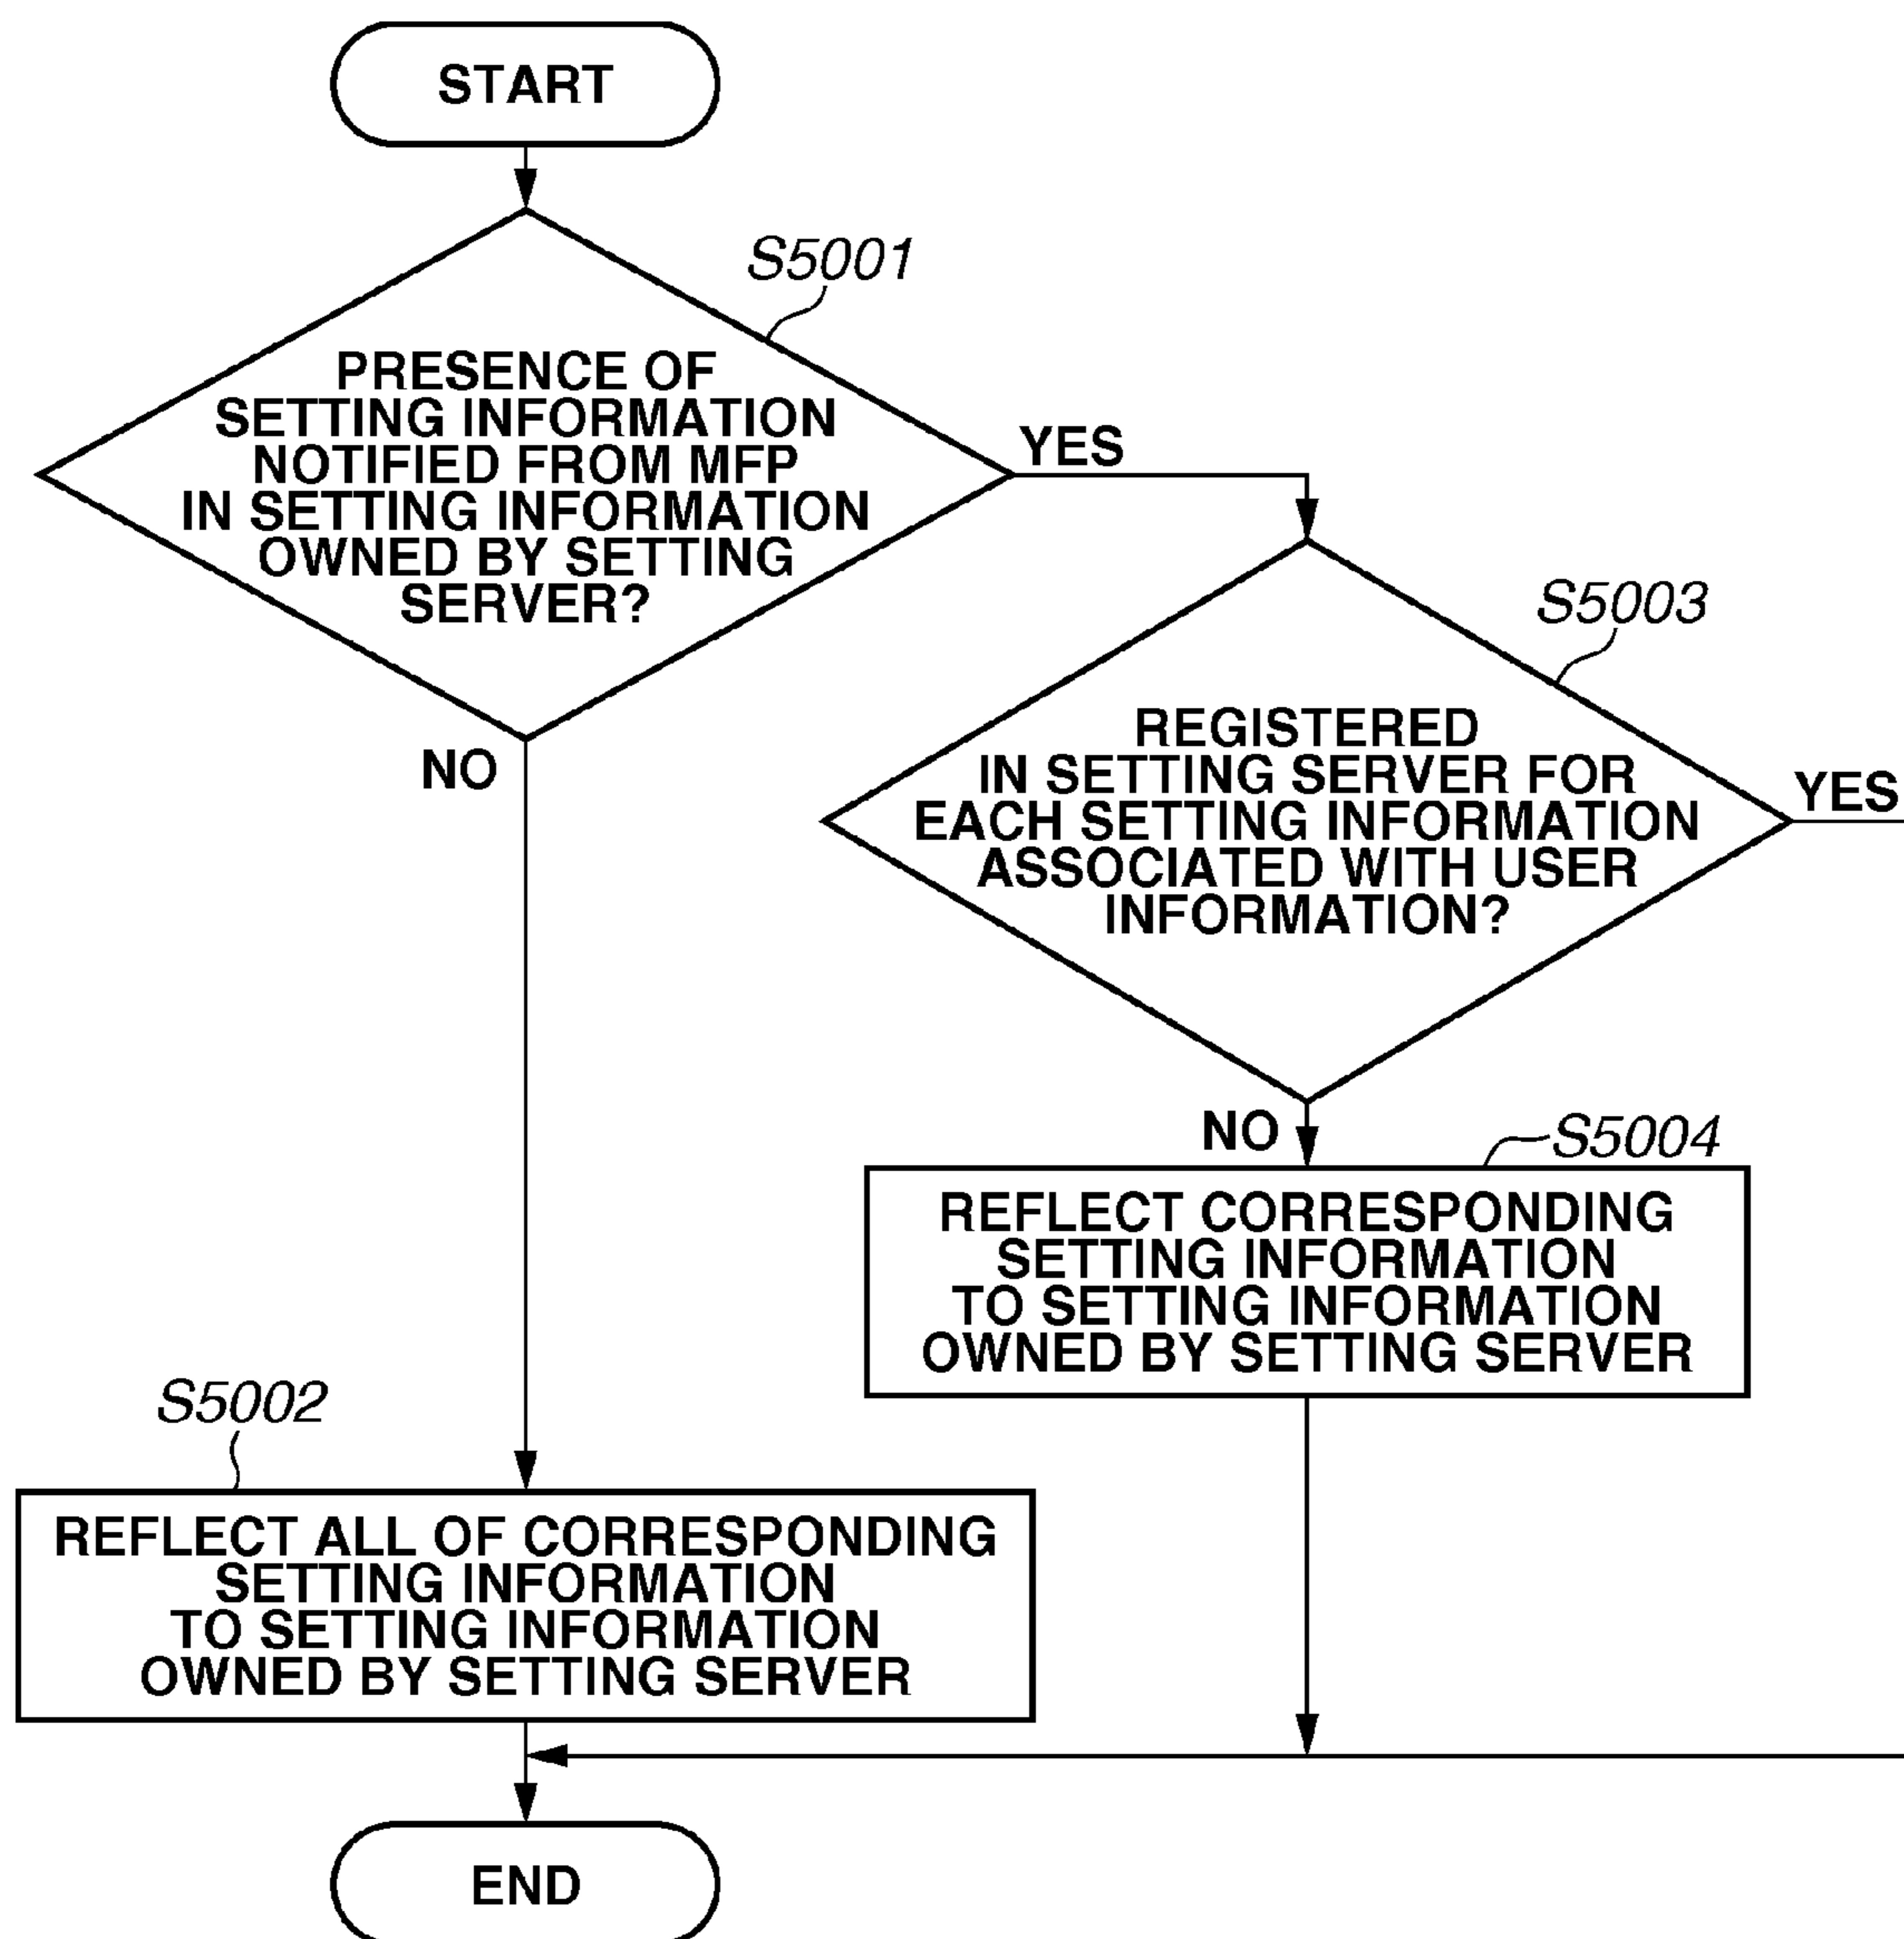 START
S5001
PRESENCE OF
SETTING INFORMATION
NOTIFIED FROM MFP
IN SETTING INFORMATION
OWNED BY SETTING
SERVER?
YES
NO
S5003
REGISTERED
IN SETTING SERVER FOR
EACH SETTING INFORMATION
ASSOCIATED WITH USER
INFORMATION?
YES
NO
S5004
REFLECT CORRESPONDING
SETTING INFORMATION
TO SETTING INFORMATION
OWNED BY SETTING SERVER
S5002
REFLECT ALL OF CORRESPONDING
SETTING INFORMATION
TO SETTING INFORMATION
OWNED BY SETTING SERVER
END